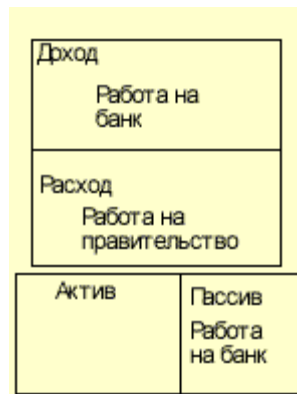 Доход
Работа на
банк
Расход
Работа на
правительство
Актив
Пассив
Работа
на банк